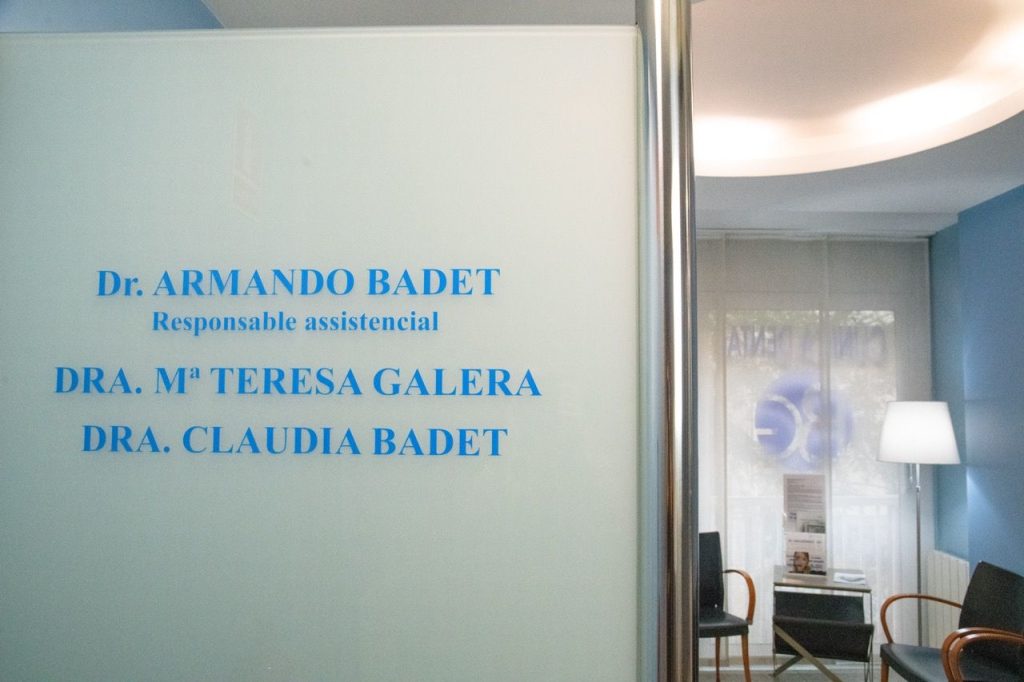 Dr. ARMANDO BADET
Responsable assistencial
DRA. Mª TERESA GALERA
DRA. CLAUDIA BADET